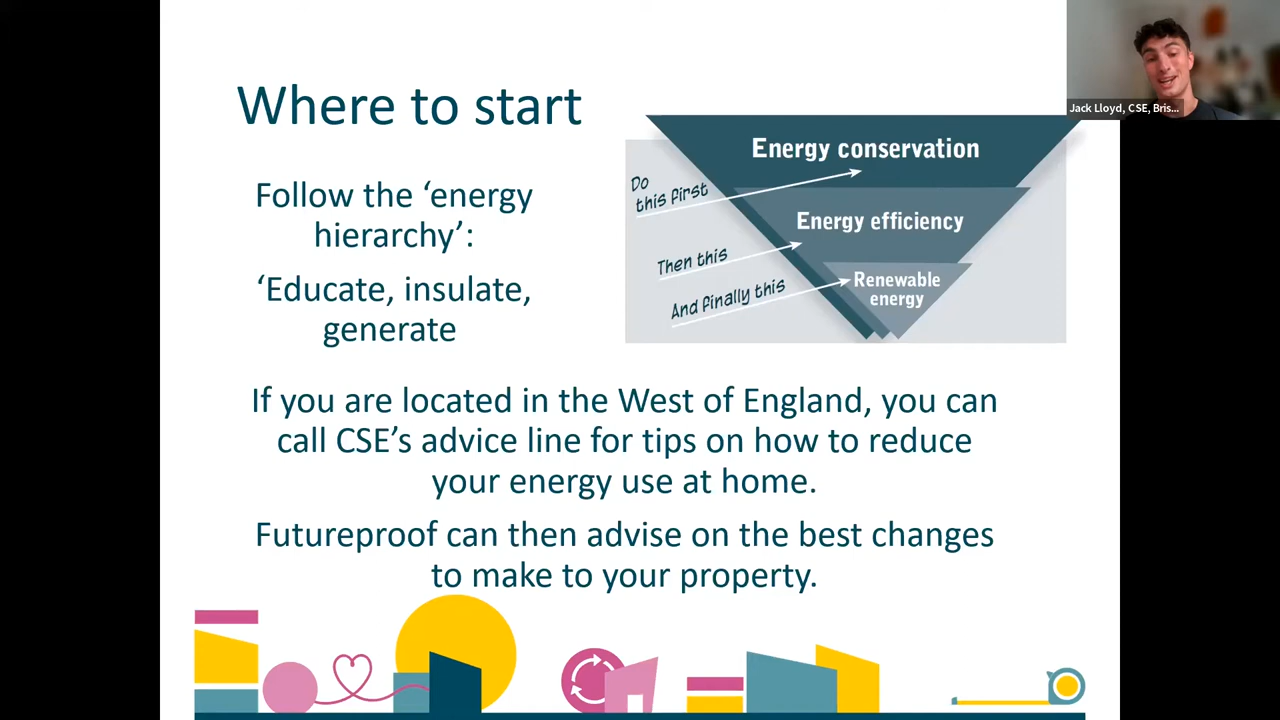 Where to start
Follow the ‘energy
hierarchy’:
‘Educate, insulate,
generate
Energy conservation
Do
this first
Energy efficiency
Then this
Renewable
energy
And finally this
If you are located in the West of England, you can
call CSE’s advice line for tips on how to reduce
your energy use at home.
Futureproof can then advise on the best changes
to make to your property.
Jack Lloyd, CSE, Bris...